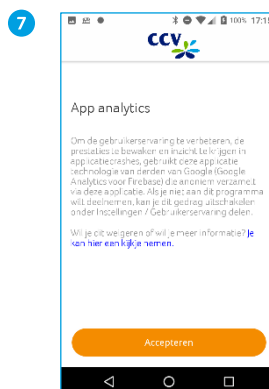 7
100% 17:15
CCV
App analytics
Om de gebruikerservaring te verbeteren, de
prestaties te bewaken en inzicht te krijgen in
applicatiecrashes, gebruikt deze applicatie
technologie van derden van Google (Google
Analytics voor Firebase) die anoniem verzamelt
via deze applicatie. Als je niet aan dit programma
wilt deelnemen, kan je dit gedrag uitschakelen
onder Instellingen / Gebruikerservaring delen.
Wil je dit weigeren of wil je meer informatie? Je
kan hier een kijkje nemen.
Accepteren